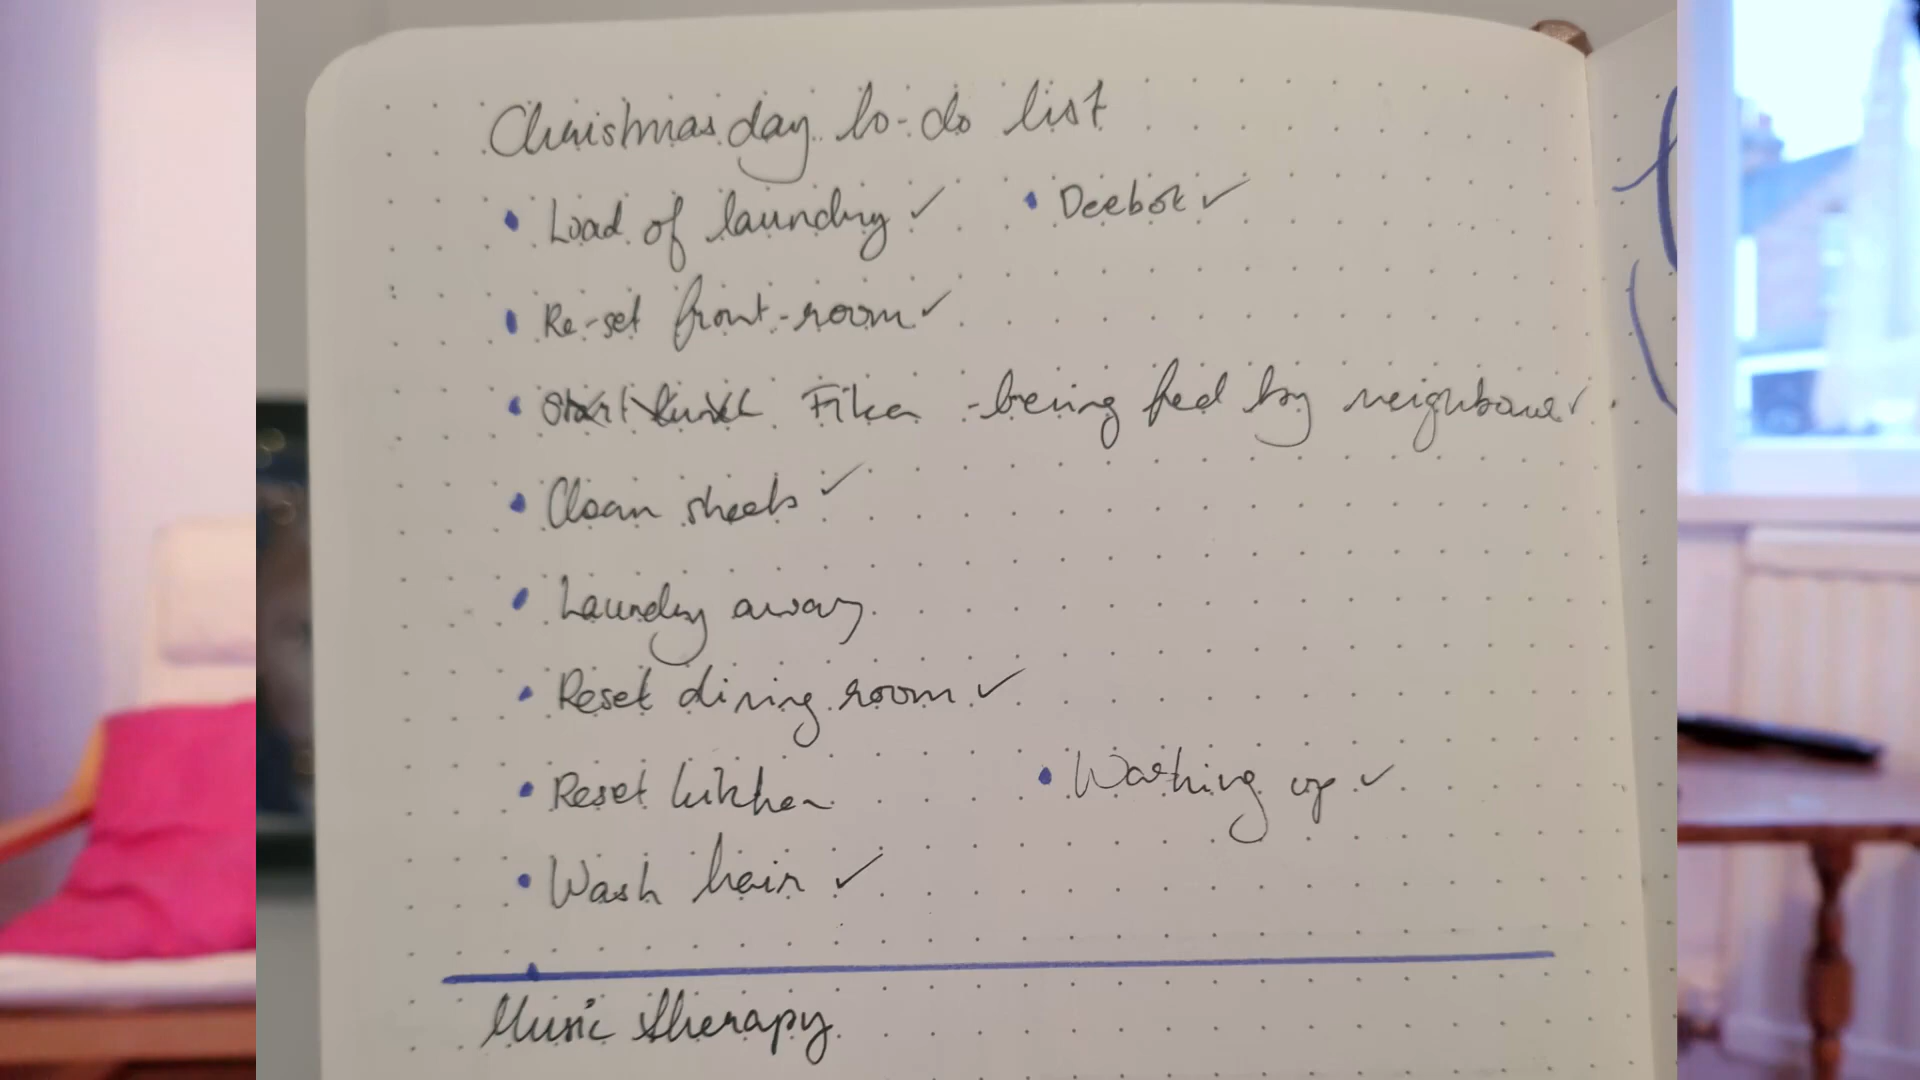 Christmas day to-do list
• Load of laundry ✓ • Deebot ✓
• Re-set front-room ✓
• Start lunch Fika - being fed by neighbour ✓
• Clean sheets ✓
• Laundry away
• Reset dining room ✓
• Reset kitchen • Washing up ✓
• Wash hair ✓
Music therapy